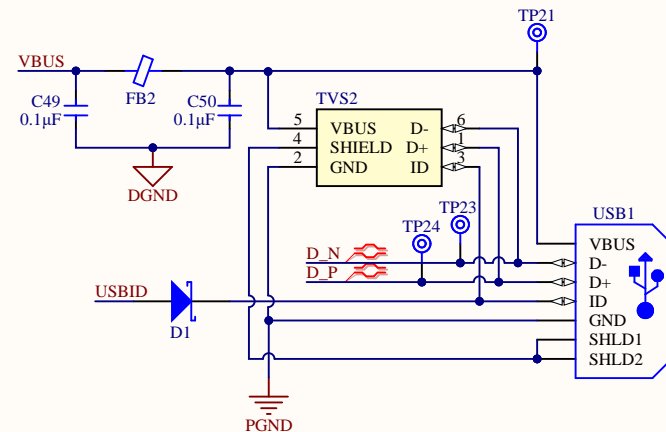 TP21
VBUS
C49
0.1µF
FB2
C50
0.1µF
TVS2
5 VBUS D- 6
4 SHIELD D+ 1
2 GND ID 3
DGND
TP23
TP24
USB1
D_N
D_P
VBUS
D-
D+
ID
GND
SHLD1
SHLD2
USBID
D1
PGND